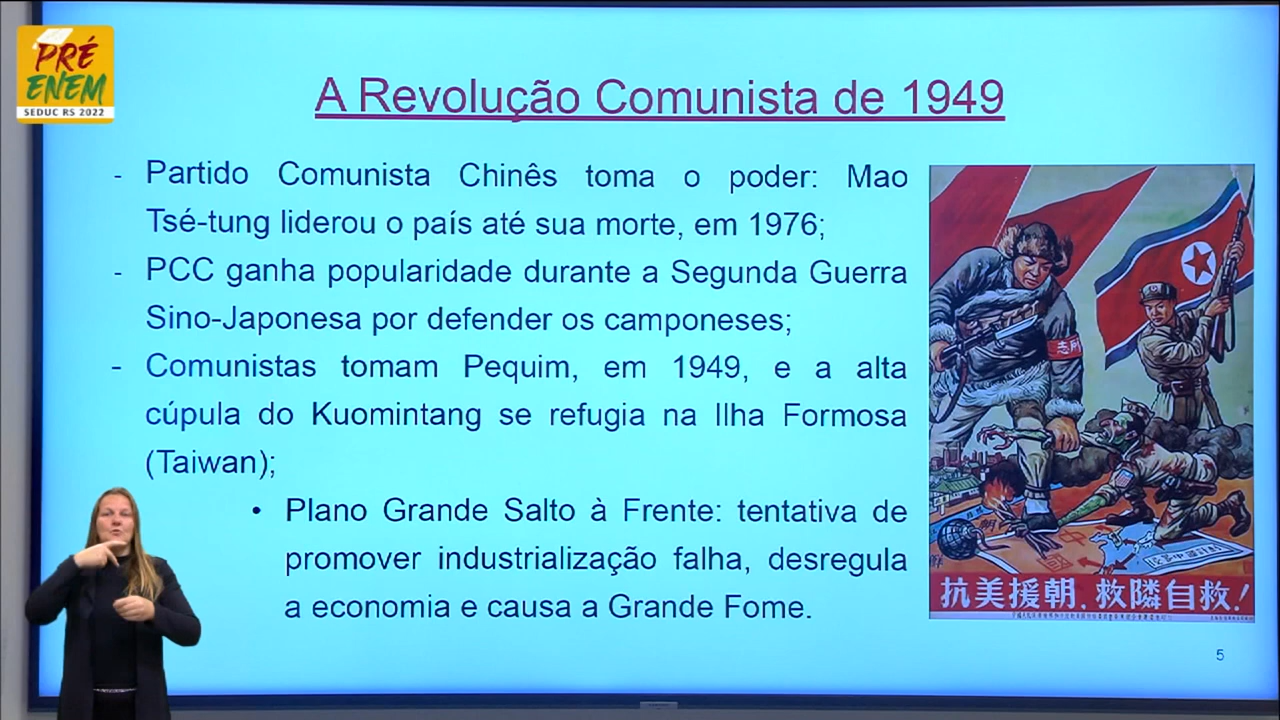 PRÉ
ENEM
SEDUC RS 2022
A Revolução Comunista de 1949
- Partido Comunista Chinês toma o poder: Mao
Tsé-tung liderou o país até sua morte, em 1976;
- PCC ganha popularidade durante a Segunda Guerra
Sino-Japonesa por defender os camponeses;
- Comunistas tomam Pequim, em 1949, e a alta
cúpula do Kuomintang se refugia na Ilha Formosa
(Taiwan);
• Plano Grande Salto à Frente: tentativa de
promover industrialização falha, desregula
a economia e causa a Grande Fome.
抗美援朝,救隣自救!
5